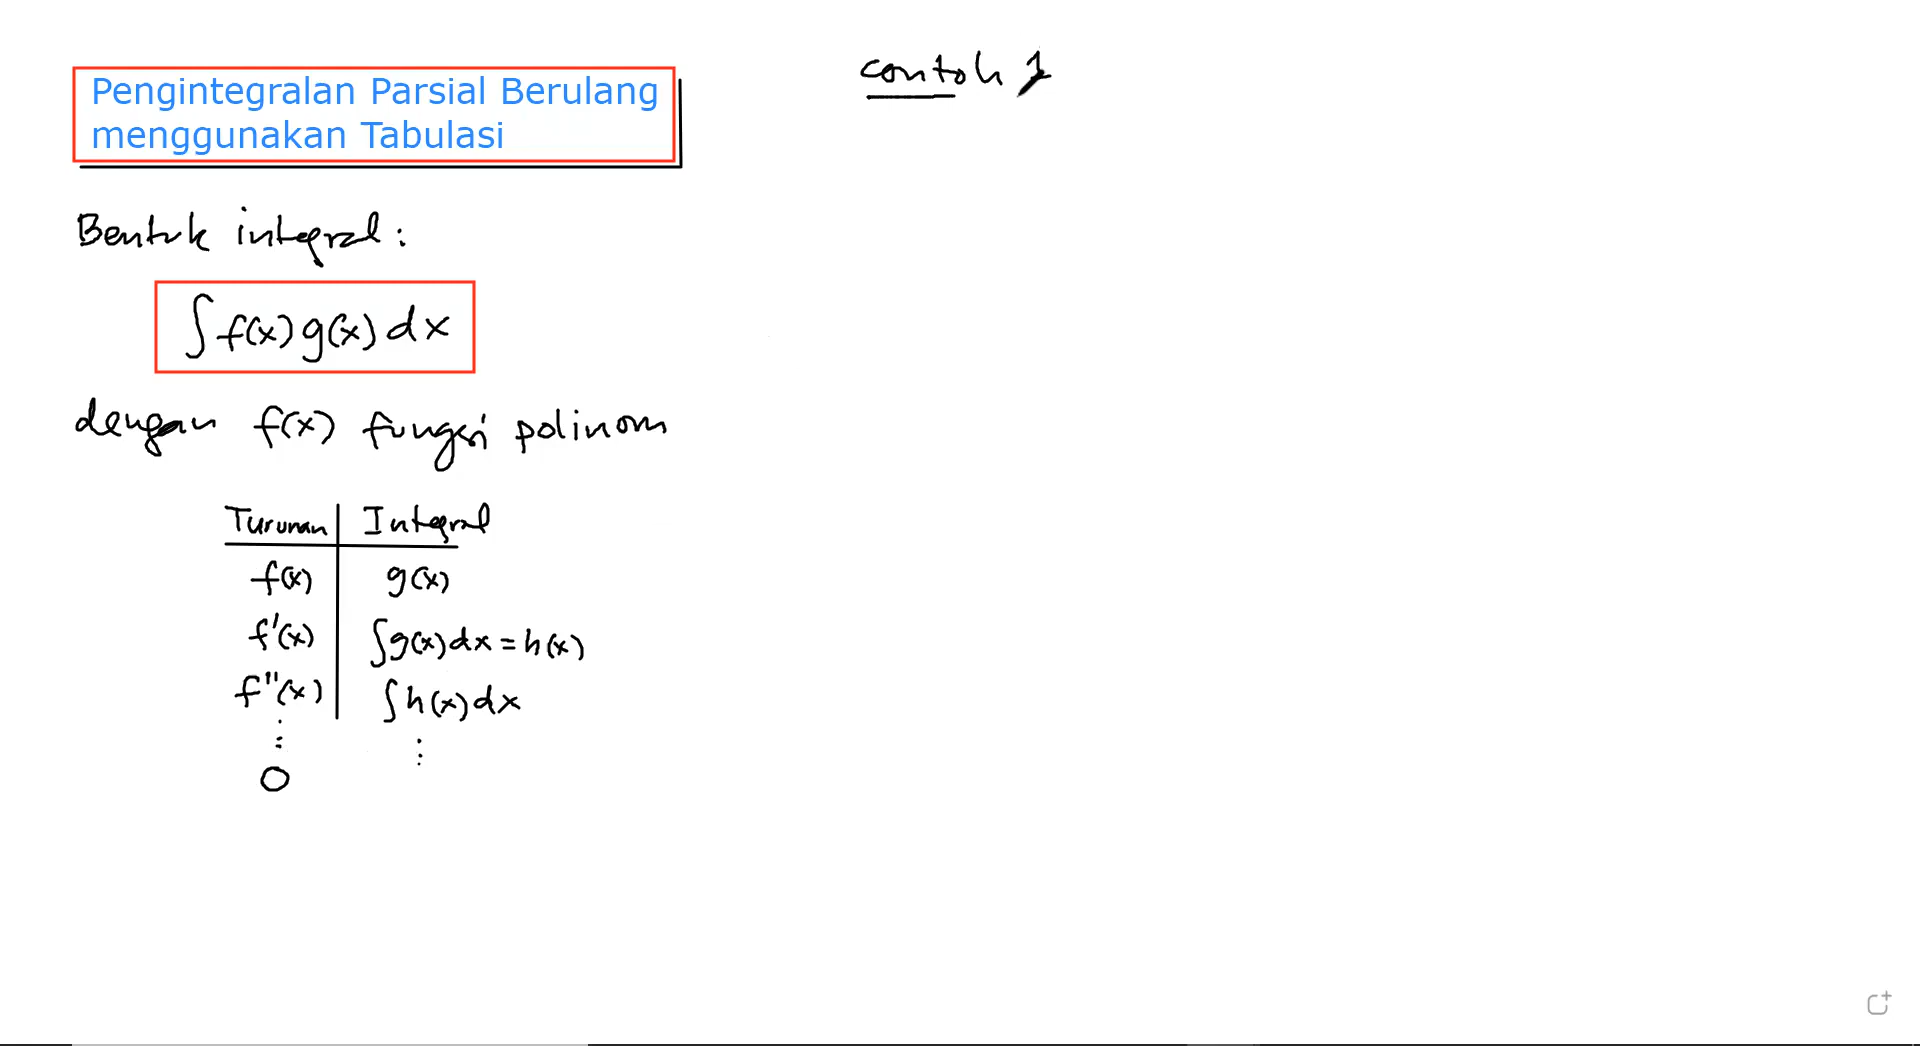 Pengintegralan Parsial Berulang
menggunakan Tabulasi
Bentuk integral:
∫ f(x) g(x) dx
dengan f(x) fungsi polinom
Turunan | Integral
f(x) | g(x)
f'(x) | ∫g(x)dx = h(x)
f''(x) | ∫h(x)dx
⋮ ⋮
0
contoh 1